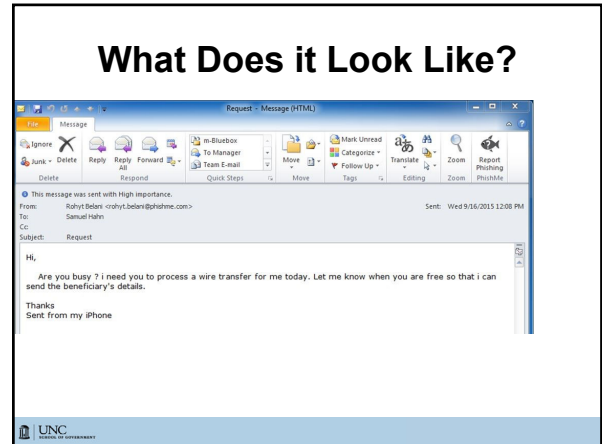 What Does it Look Like?
Request - Message (HTML)
File Message
Ignore
Junk
Delete
Reply
Reply All
Forward
m-Bluebox
To Manager
Team E-mail
Move
Mark Unread
Categorize
Follow Up
Translate
Zoom
Report Phishing
Delete Respond Quick Steps Move Tags Editing Zoom PhishMe
This message was sent with High importance.
From: Rohyt Belani <rohyt.belani@phishme.com> Sent: Wed 9/16/2015 12:08 PM
To: Samuel Hahn
Cc:
Subject: Request
Hi,
Are you busy ? i need you to process a wire transfer for me today. Let me know when you are free so that i can
send the beneficiary's details.
Thanks
Sent from my iPhone
UNC
SCHOOL OF GOVERNMENT